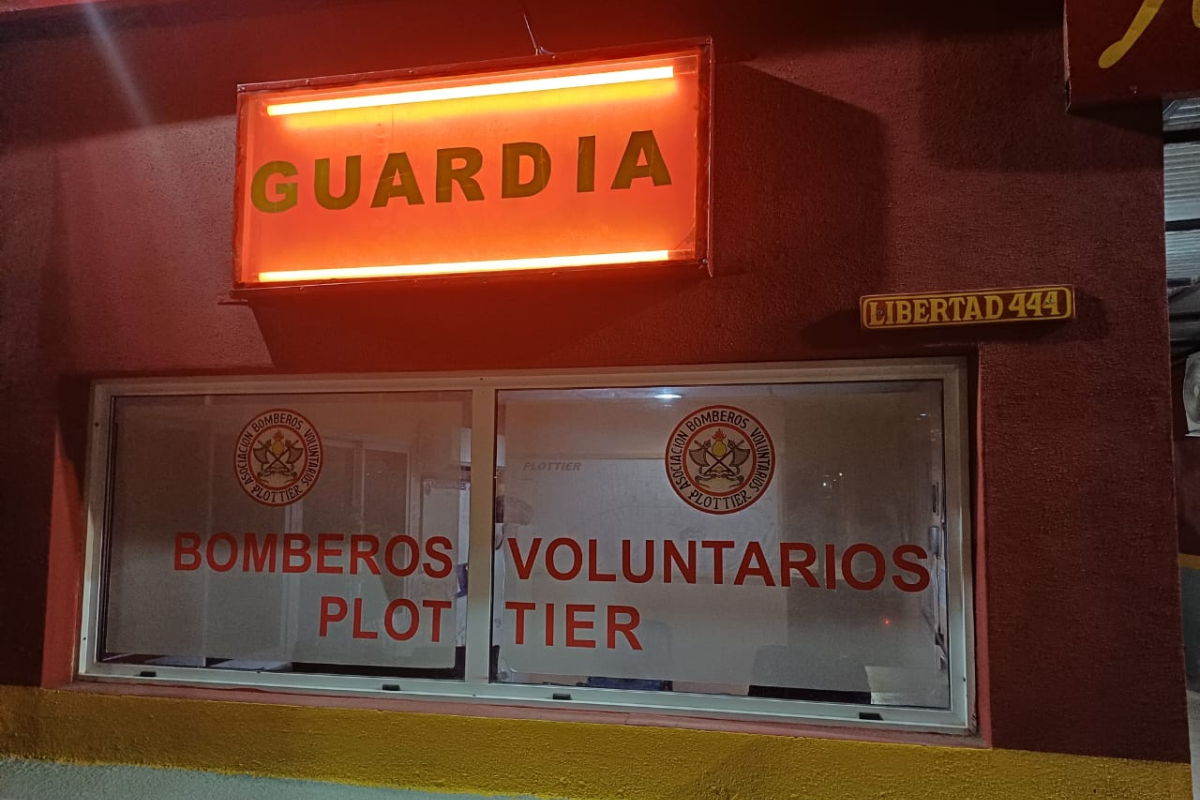 GUARDIA
LIBERTAD 444
ASOCIACION BOMBEROS VOLUNTARIOS
PLOTTIER
ASOCIACION BOMBEROS VOLUNTARIOS
PLOTTIER
PLOTTIER
BOMBEROS VOLUNTARIOS
PLOT TIER